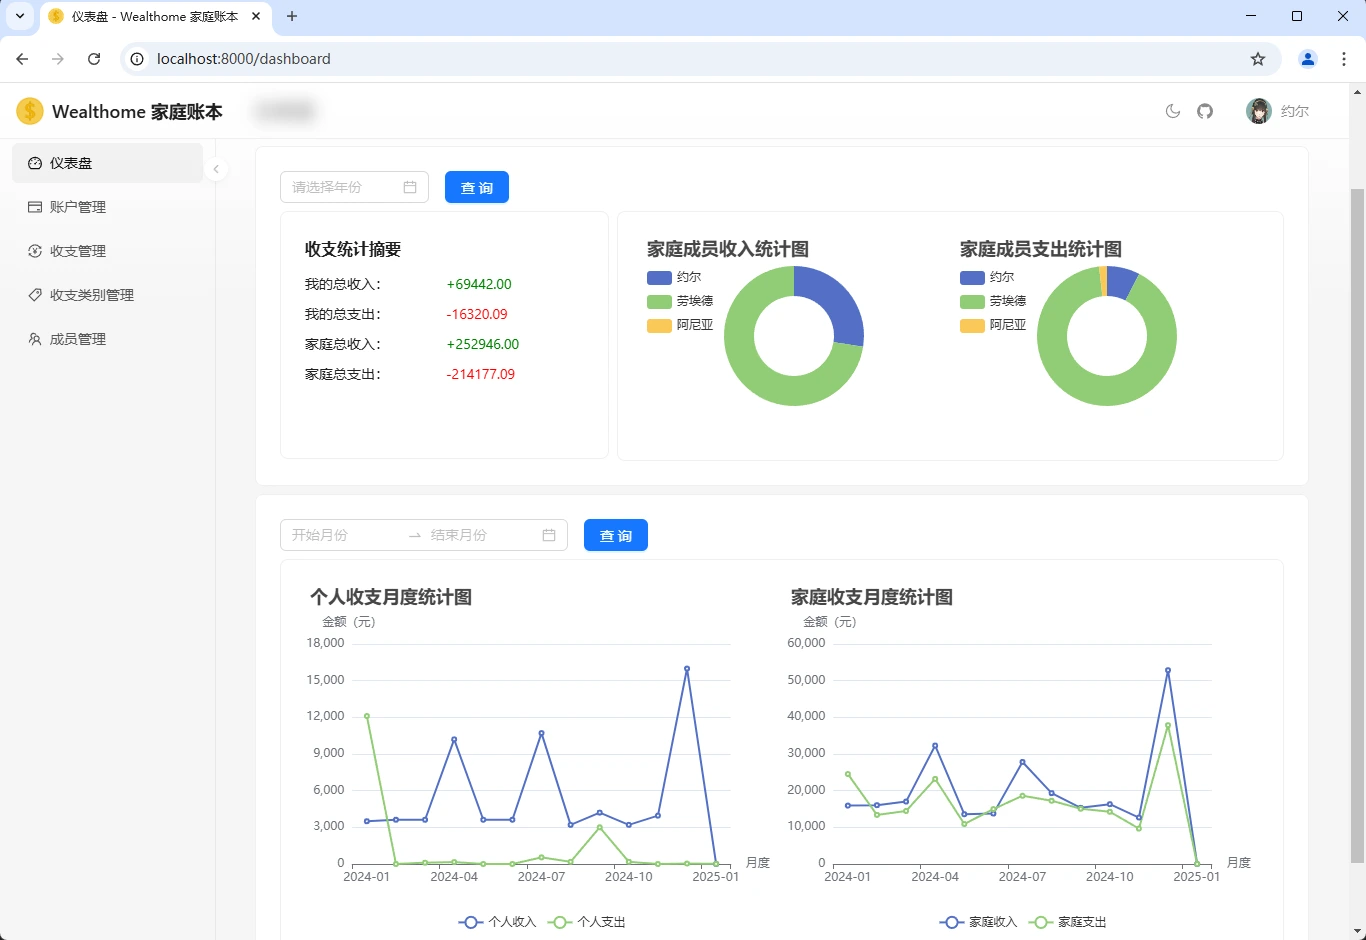 仪表盘 - Wealthome 家庭账本
localhost:8000/dashboard
Wealthome 家庭账本
约尔
仪表盘
账户管理
收支管理
收支类别管理
成员管理
请选择年份
查 询
收支统计摘要
我的总收入： +69442.00
我的总支出： -16320.09
家庭总收入： +252946.00
家庭总支出： -214177.09
家庭成员收入统计图
约尔
劳埃德
阿尼亚
家庭成员支出统计图
约尔
劳埃德
阿尼亚
开始月份
结束月份
查 询
个人收支月度统计图
金额（元）
18,000
15,000
12,000
9,000
6,000
3,000
0
2024-01 2024-04 2024-07 2024-10 2025-01
月度
个人收入 个人支出
家庭收支月度统计图
金额（元）
60,000
50,000
40,000
30,000
20,000
10,000
0
2024-01 2024-04 2024-07 2024-10 2025-01
月度
家庭收入 家庭支出